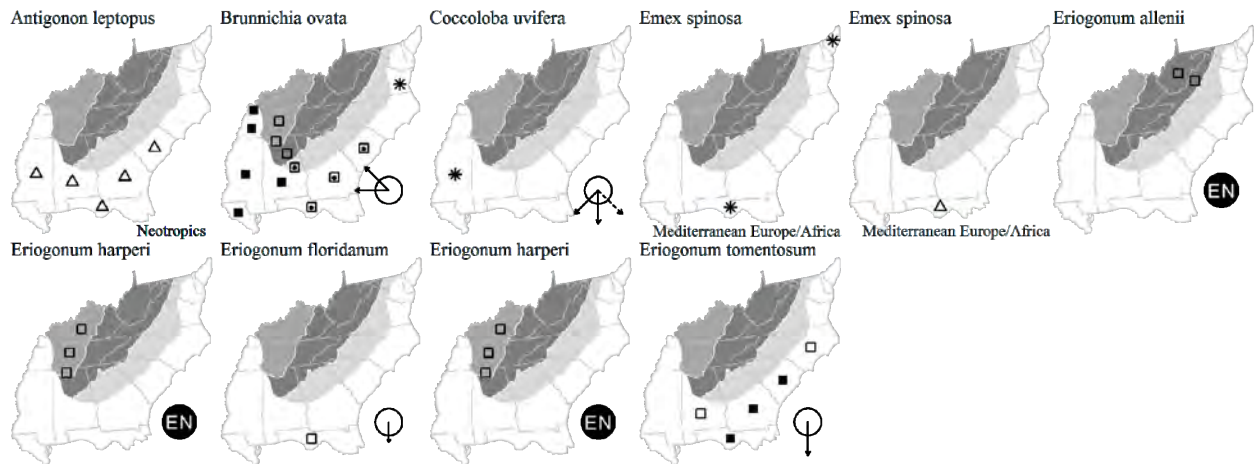 Antigon leptopus
Brunnichia ovata
Coccoloba uvifera
Emex spinosa
Emex spinosa
Eriogonum allenii
EN
Neotropics
Mediterranean Europe/Africa
Mediterranean Europe/Africa
Eriogonum harperi
Eriogonum floridanum
Eriogonum harperi
Eriogonum tomentosum
EN
EN